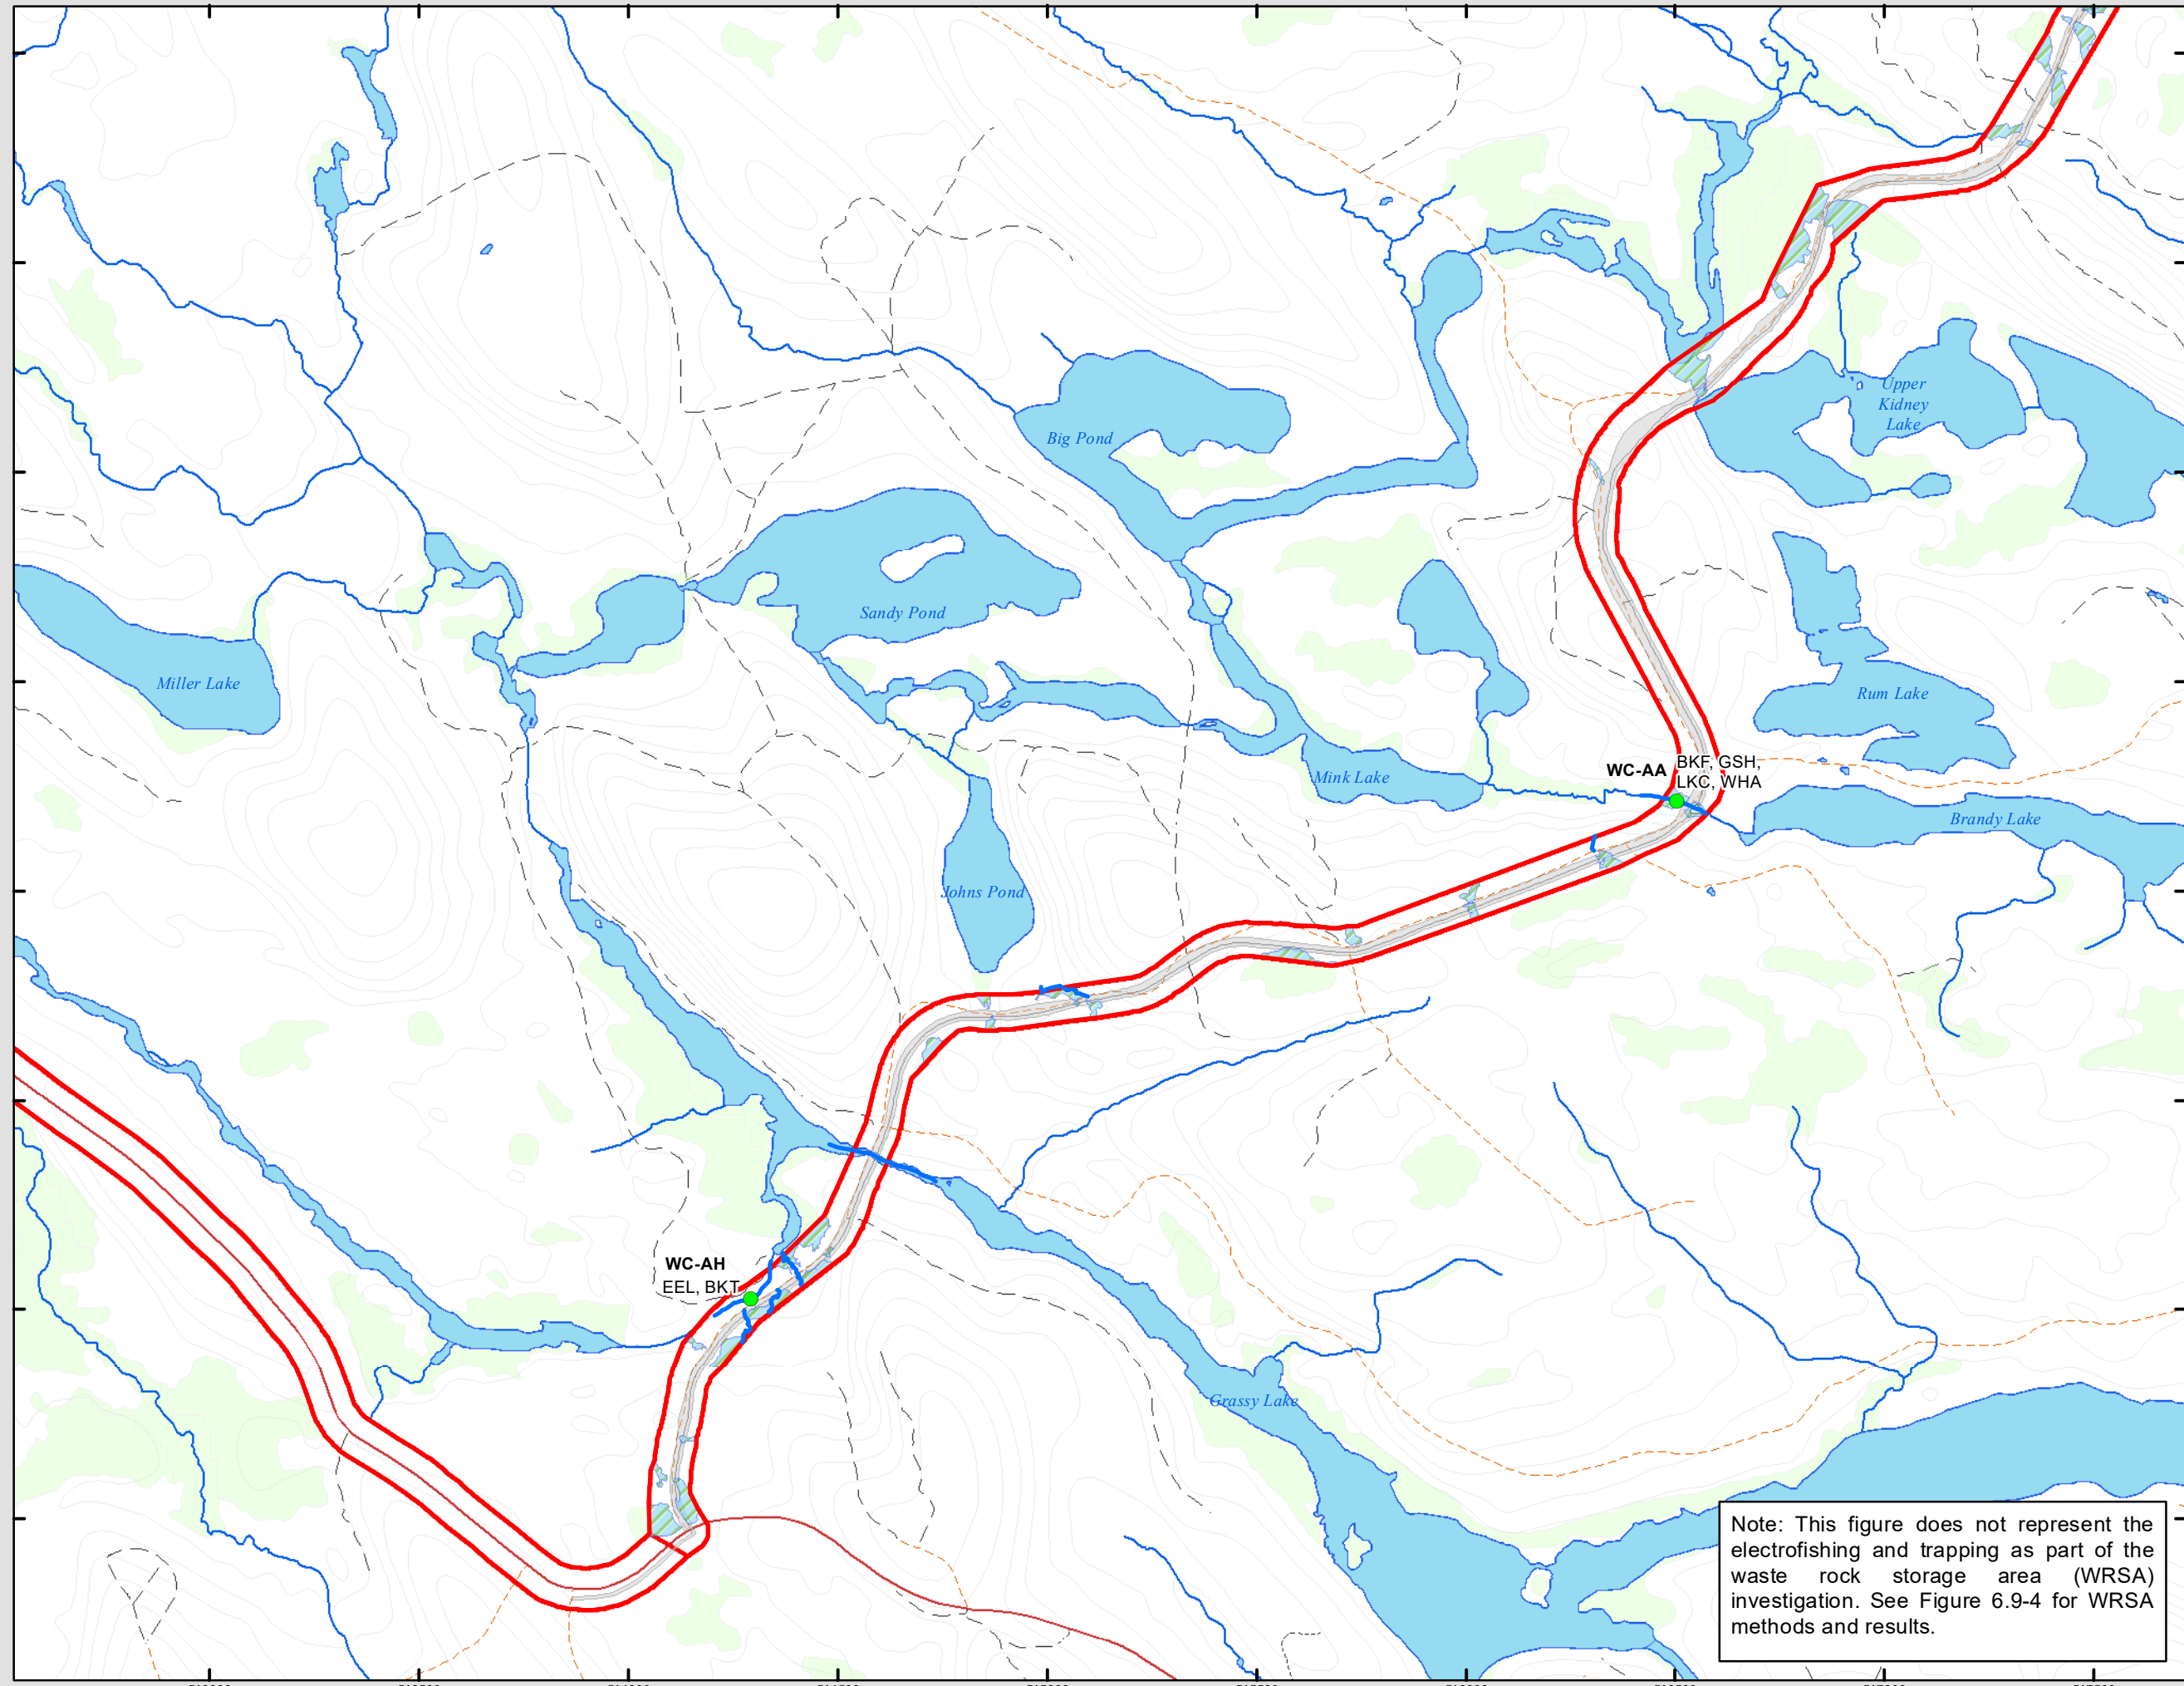 Upper
Kidney
Lake
Big Pond
Sandy Pond
Miller Lake
Rum Lake
Mink Lake
WC-AA
BKF, GSH,
LKC, WHA
Brandy Lake
Johns Pond
WC-AH
EEL, BKT
Grassy Lake
Note: This figure does not represent the
electrofishing and trapping as part of the
waste rock storage area (WRSA)
investigation. See Figure 6.9-4 for WRSA
methods and results.